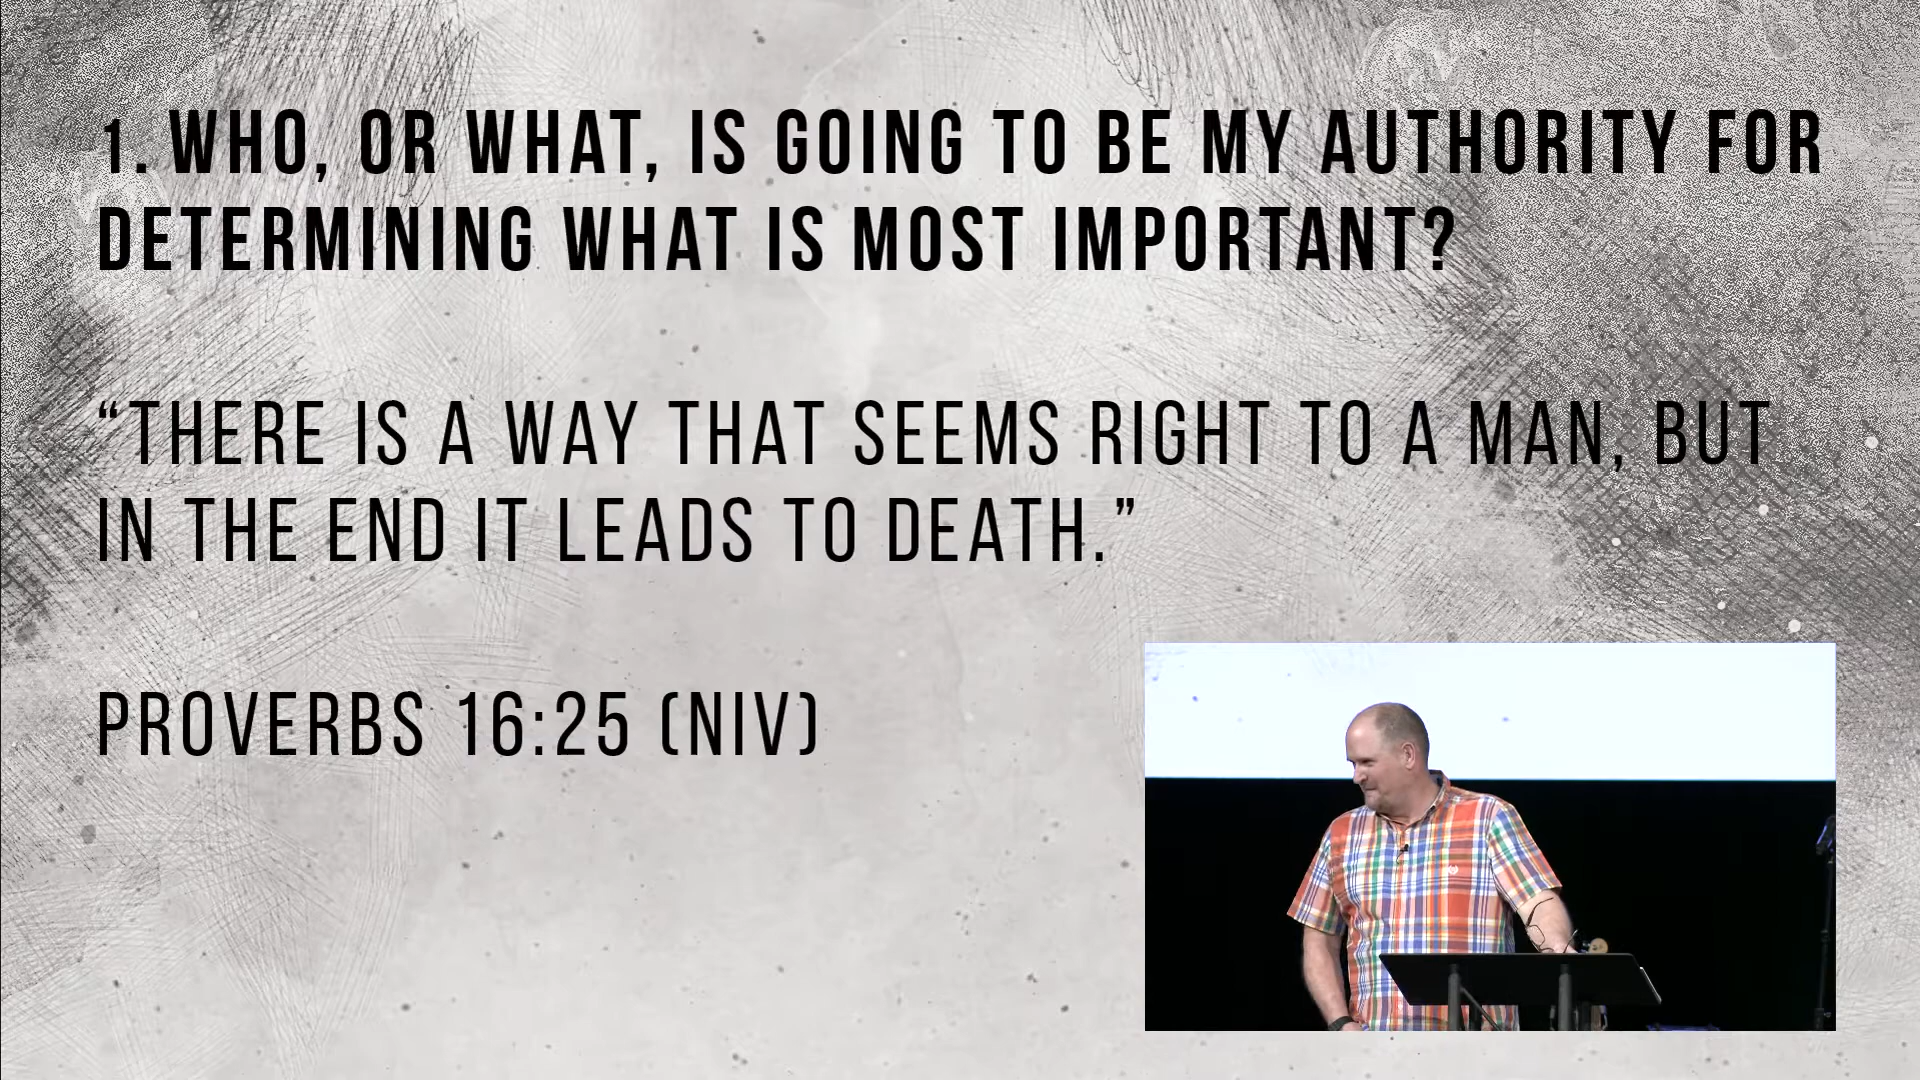 1. WHO, OR WHAT, IS GOING TO BE MY AUTHORITY FOR
DETERMINING WHAT IS MOST IMPORTANT?
“THERE IS A WAY THAT SEEMS RIGHT TO A MAN, BUT
IN THE END IT LEADS TO DEATH.”
PROVERBS 16:25 (NIV)